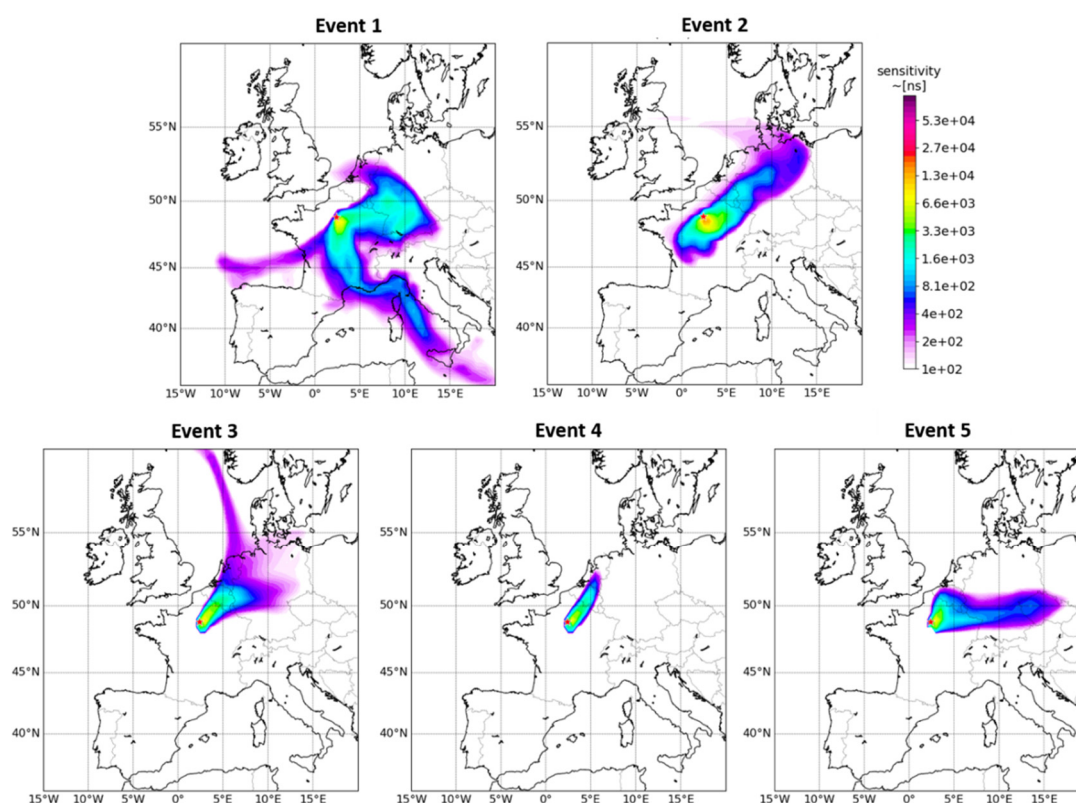 Event 1
Event 2
sensitivity
~[ns]
5.3e+04
2.7e+04
1.3e+04
6.6e+03
3.3e+03
1.6e+03
8.1e+02
4e+02
2e+02
1e+02
55°N
50°N
45°N
40°N
15°W 10°W 5°W 0° 5°E 10°E 15°E
55°N
50°N
45°N
40°N
15°W 10°W 5°W 0° 5°E 10°E 15°E
Event 3
Event 4
Event 5
55°N
50°N
45°N
40°N
15°W 10°W 5°W 0° 5°E 10°E 15°E
55°N
50°N
45°N
40°N
15°W 10°W 5°W 0° 5°E 10°E 15°E
55°N
50°N
45°N
40°N
15°W 10°W 5°W 0° 5°E 10°E 15°E